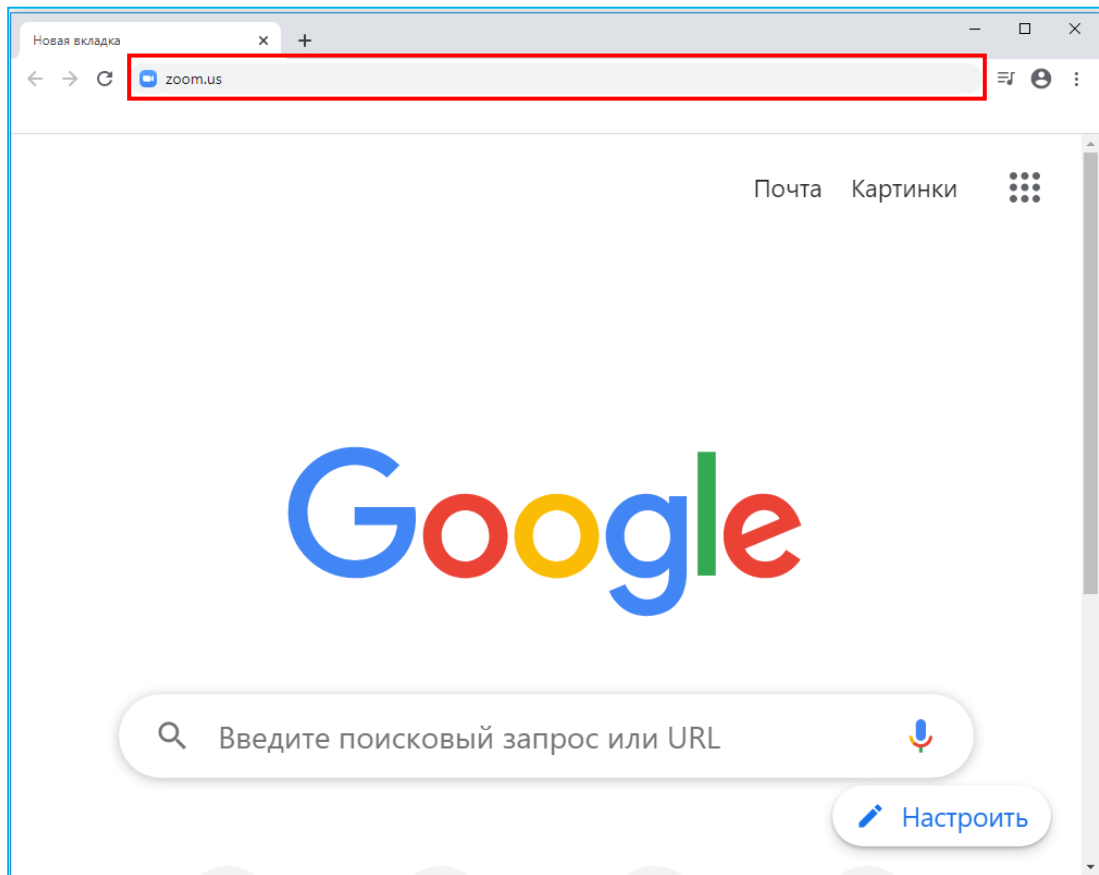 Новая вкладка
zoom.us
Почта Картинки
Google
Введите поисковый запрос или URL
Настроить